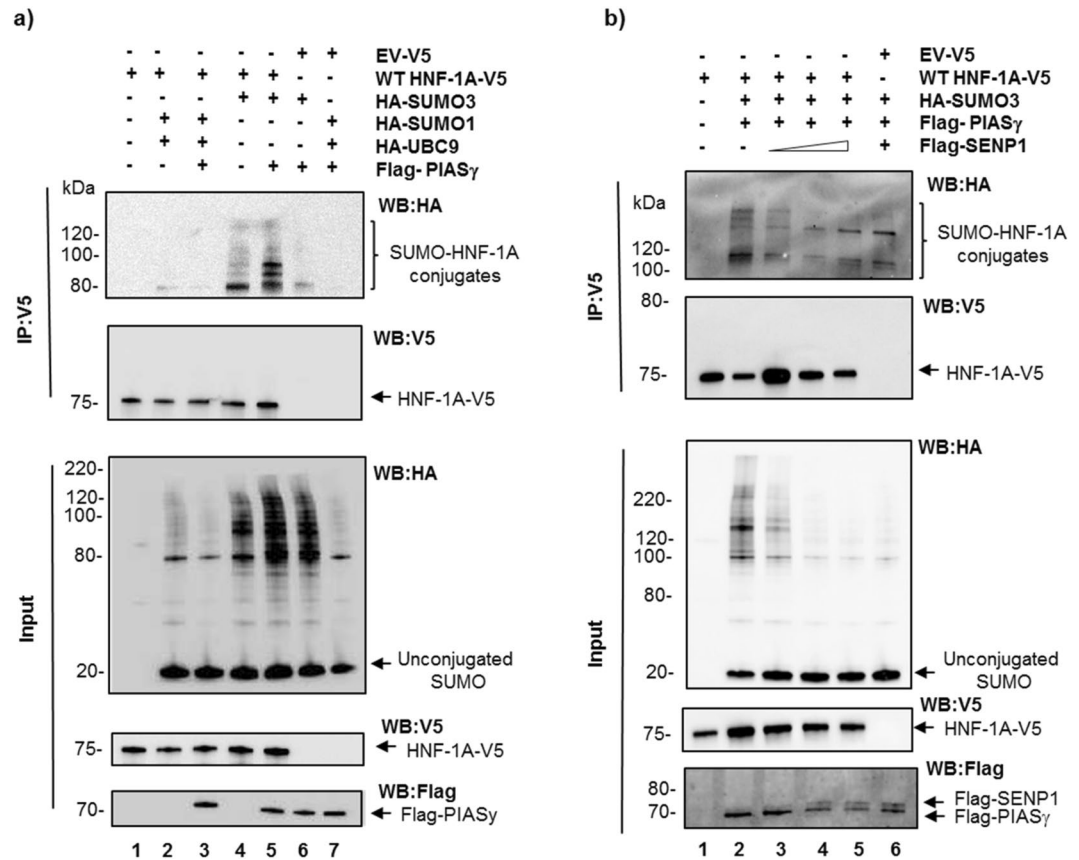 a)
- - - - - + + EV-V5
+ + + + + - - WT HNF-1A-V5
- - - + + + - HA-SUMO3
- + + - - - + HA-SUMO1
- + + - - - + HA-UBC9
- - + - + + + Flag- PIASγ
kDa
WB:HA
120-
100-
80-
SUMO-HNF-1A
conjugates
IP:V5
WB:V5
75-
HNF-1A-V5
WB:HA
220-
120-
100-
80-
20-
Unconjugated
SUMO
Input
WB:V5
75-
HNF-1A-V5
WB:Flag
70-
Flag-PIASy
1 2 3 4 5 6 7
b)
- - - - - + EV-V5
+ + + + + - WT HNF-1A-V5
- + + + + + HA-SUMO3
- + + + + + Flag-PIASγ
- - + Flag-SENP1
WB:HA
kDa
120-
100-
SUMO-HNF-1A
conjugates
IP:V5
80-
WB:V5
75-
HNF-1A-V5
WB:HA
220-
120-
100-
80-
20-
Unconjugated
SUMO
Input
WB:V5
75-
HNF-1A-V5
WB:Flag
80-
70-
Flag-SENP1
Flag-PIASγ
1 2 3 4 5 6